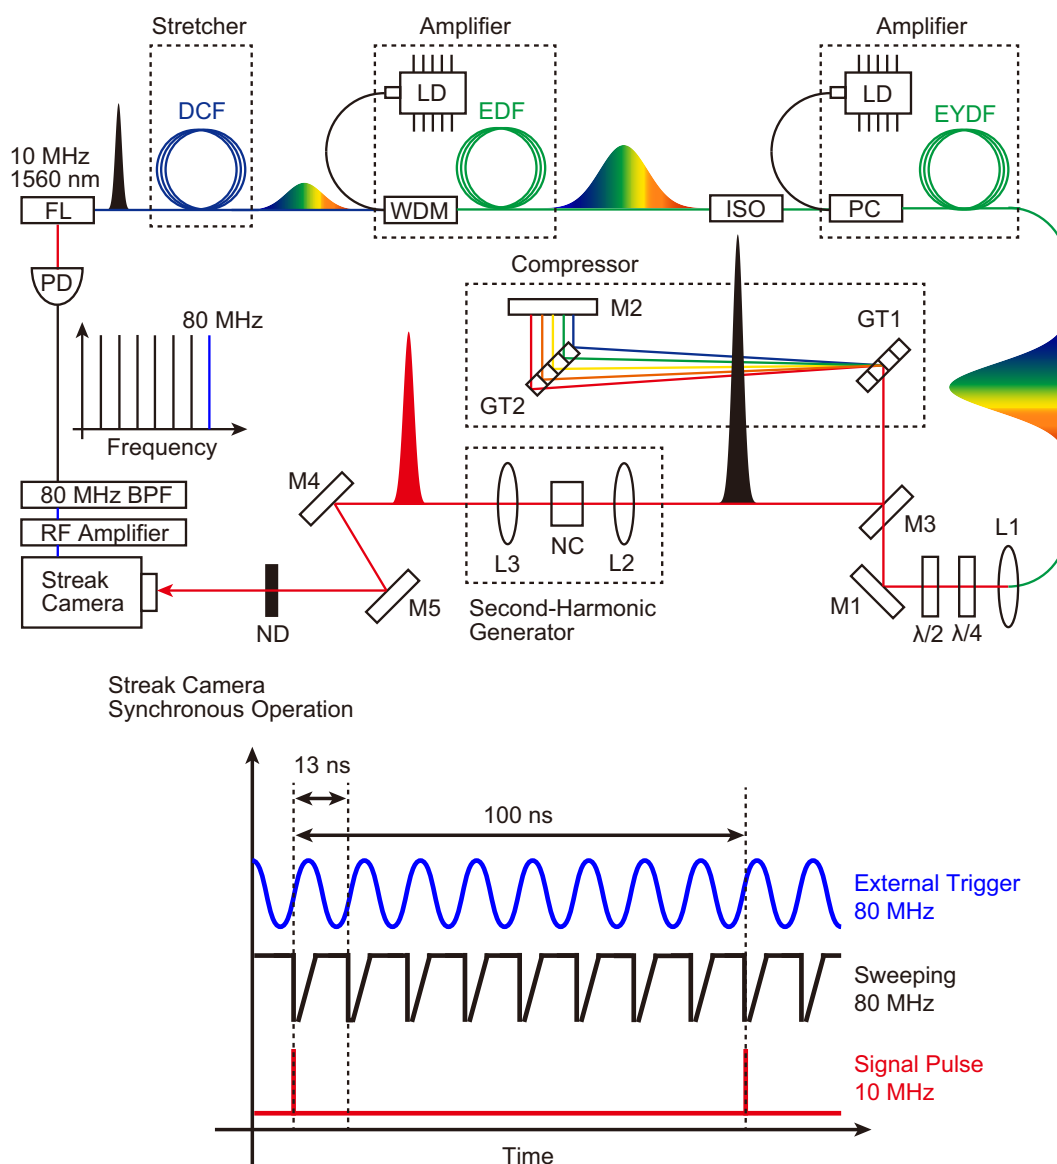 Stretcher
Amplifier
Amplifier
LD
LD
DCF
EDF
EYDF
10 MHz
1560 nm
FL
WDM
ISO
PC
PD
Compressor
M2
GT1
80 MHz
GT2
Frequency
M4
80 MHz BPF
M3
RF Amplifier
L1
NC
L3
L2
Streak
Camera
M5
M1
Second-Harmonic
Generator
ND
λ/2
λ/4
Streak Camera
Synchronous Operation
13 ns
100 ns
External Trigger
80 MHz
Sweeping
80 MHz
Signal Pulse
10 MHz
Time